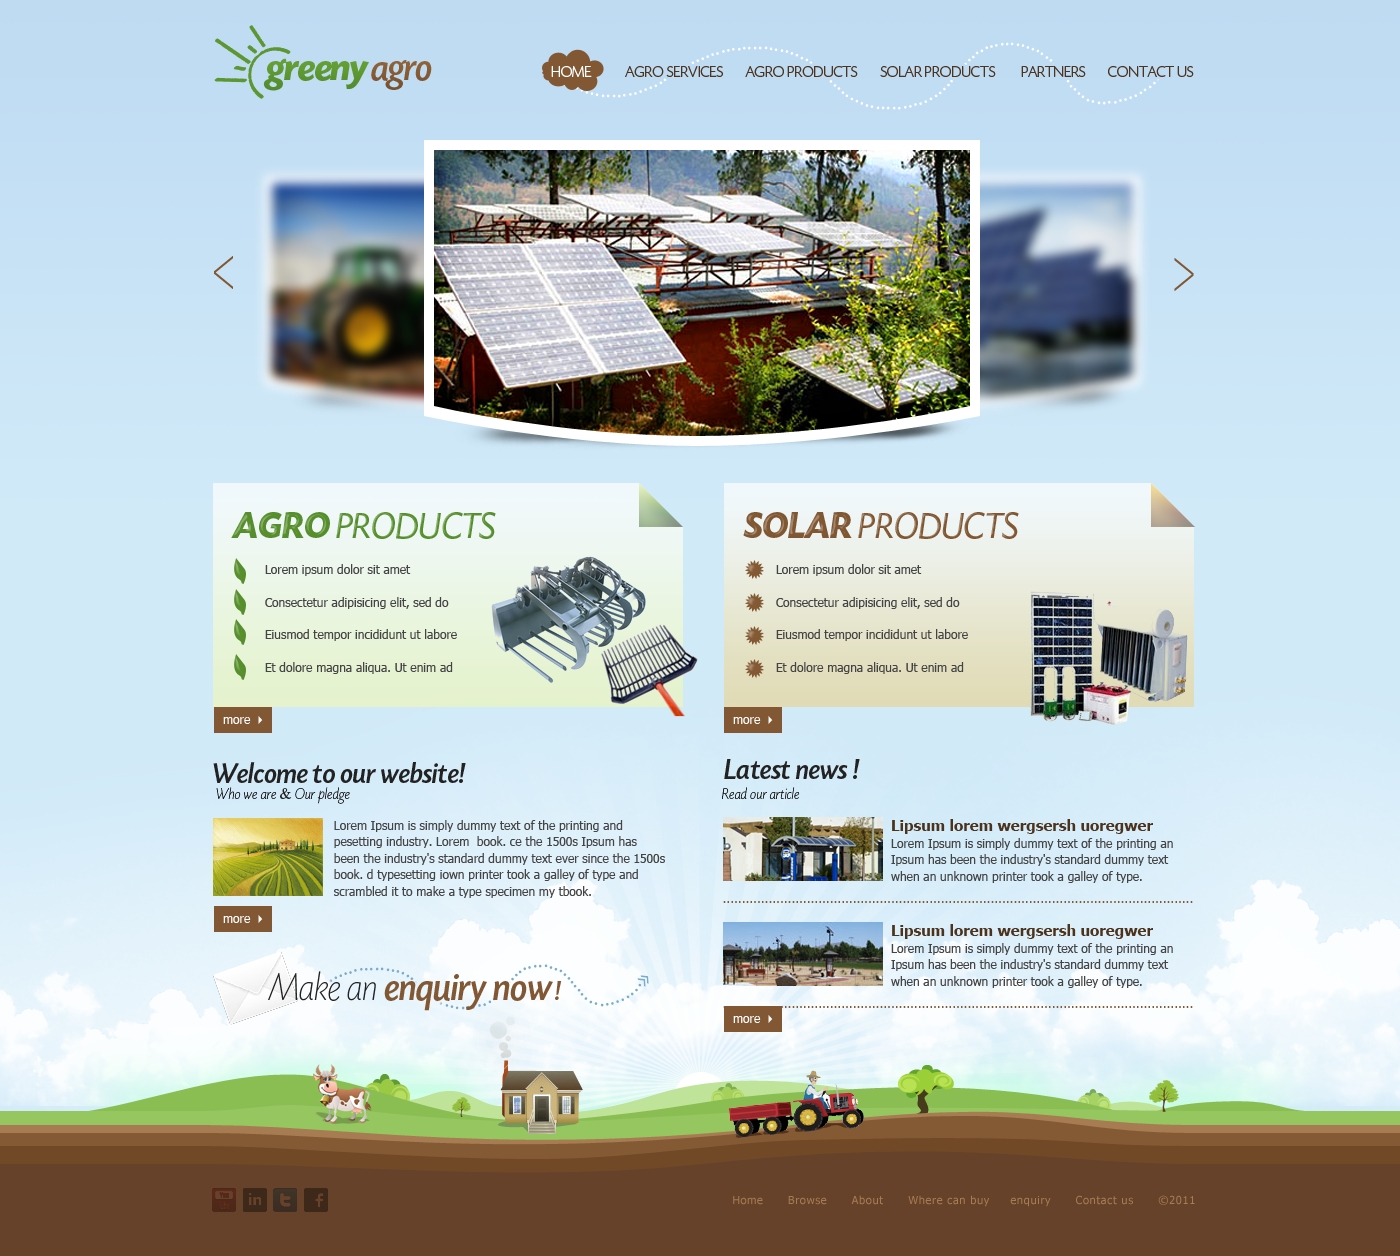 greeny agro
HOME AGRO SERVICES AGRO PRODUCTS SOLAR PRODUCTS PARTNERS CONTACT US
AGRO PRODUCTS
Lorem ipsum dolor sit amet
Consectetur adipisicing elit, sed do
Eiusmod tempor incididunt ut labore
Et dolore magna aliqua. Ut enim ad
more
SOLAR PRODUCTS
Lorem ipsum dolor sit amet
Consectetur adipisicing elit, sed do
Eiusmod tempor incididunt ut labore
Et dolore magna aliqua. Ut enim ad
more
Welcome to our website!
Who we are & Our pledge
Lorem Ipsum is simply dummy text of the printing and
pesetting industry. Lorem  book. ce the 1500s Ipsum has
been the industry's standard dummy text ever since the 1500s
book. d typesetting iown printer took a galley of type and
scrambled it to make a type specimen my tbook.
more
Make an enquiry now!
Latest news !
Read our article
Lipsum lorem wergsersh uoregwer
Lorem Ipsum is simply dummy text of the printing an
Ipsum has been the industry's standard dummy text
when an unknown printer took a galley of type.
Lipsum lorem wergsersh uoregwer
Lorem Ipsum is simply dummy text of the printing an
Ipsum has been the industry's standard dummy text
when an unknown printer took a galley of type.
more
in t f
Home Browse About Where can buy enquiry Contact us ©2011